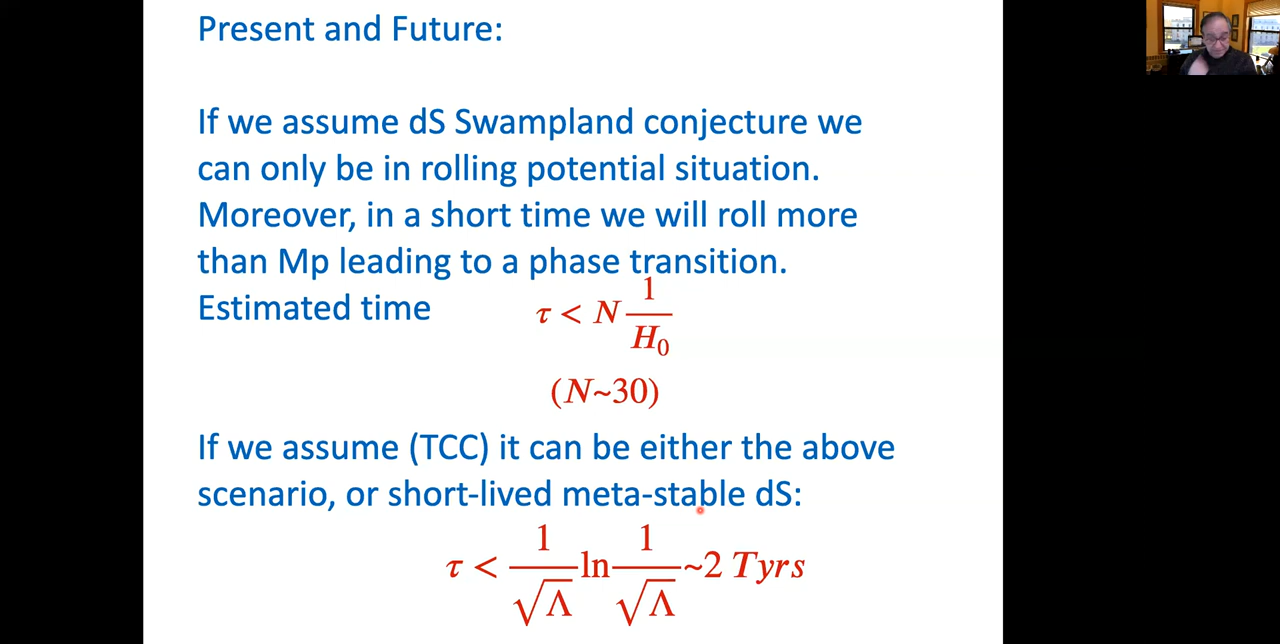 Present and Future:
If we assume dS Swampland conjecture we
can only be in rolling potential situation.
Moreover, in a short time we will roll more
than Mp leading to a phase transition.
Estimated time τ < N 1/H₀
(N~30)
If we assume (TCC) it can be either the above
scenario, or short-lived meta-stable dS:
τ < 1/√Λ ln 1/√Λ ~2 Tyrs